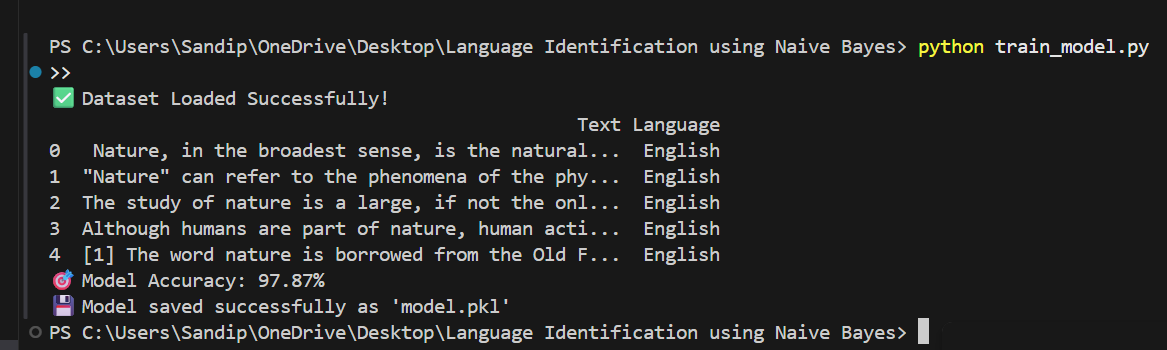 PS C:\Users\Sandip\OneDrive\Desktop\Language Identification using Naive Bayes> python train_model.py
>>
✅ Dataset Loaded Successfully!
Text Language
0 Nature, in the broadest sense, is the natural... English
1 "Nature" can refer to the phenomena of the phy... English
2 The study of nature is a large, if not the onl... English
3 Although humans are part of nature, human acti... English
4 [1] The word nature is borrowed from the Old F... English
🎯 Model Accuracy: 97.87%
💾 Model saved successfully as 'model.pkl'
PS C:\Users\Sandip\OneDrive\Desktop\Language Identification using Naive Bayes>